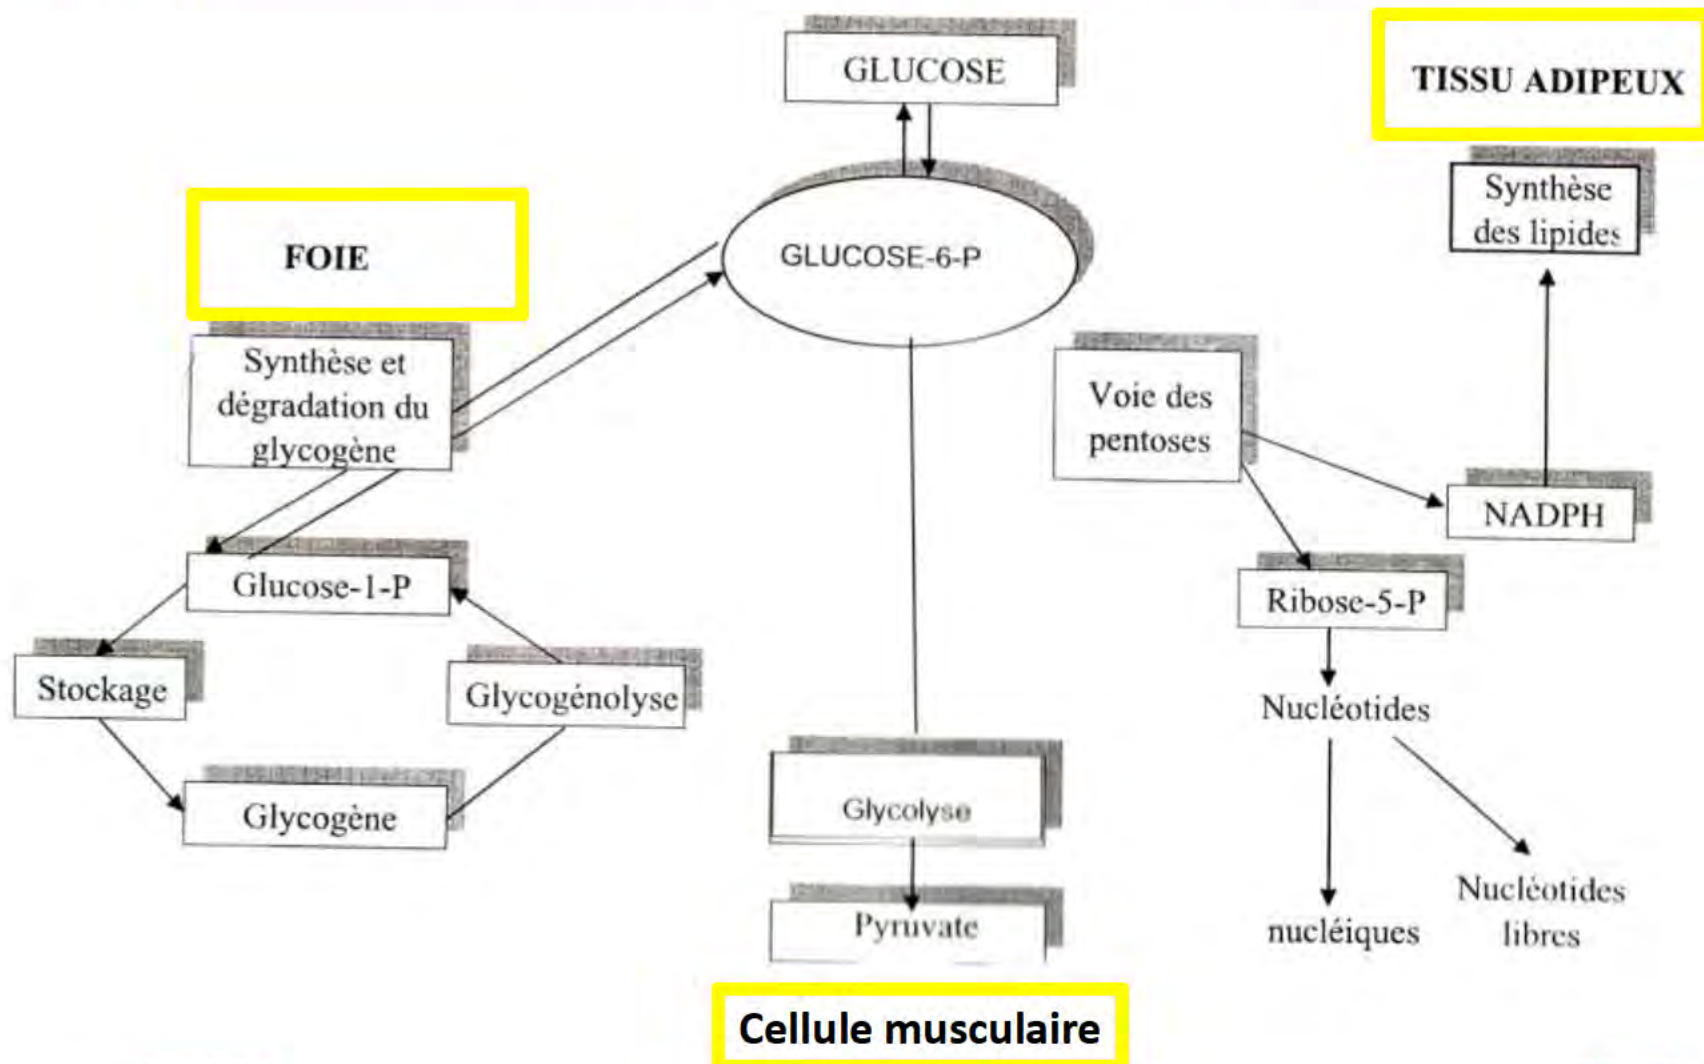 GLUCOSE
TISSU ADIPEUX
Synthèse
des lipides
FOIE
GLUCOSE-6-P
Synthèse et
dégradation du
glycogène
Voie des
pentoses
NADPH
Glucose-1-P
Ribose-5-P
Stockage
Glycogénolyse
Nucléotides
Glycogène
Glycolyse
Pyruvate
nucléiques
Nucléotides
libres
Cellule musculaire